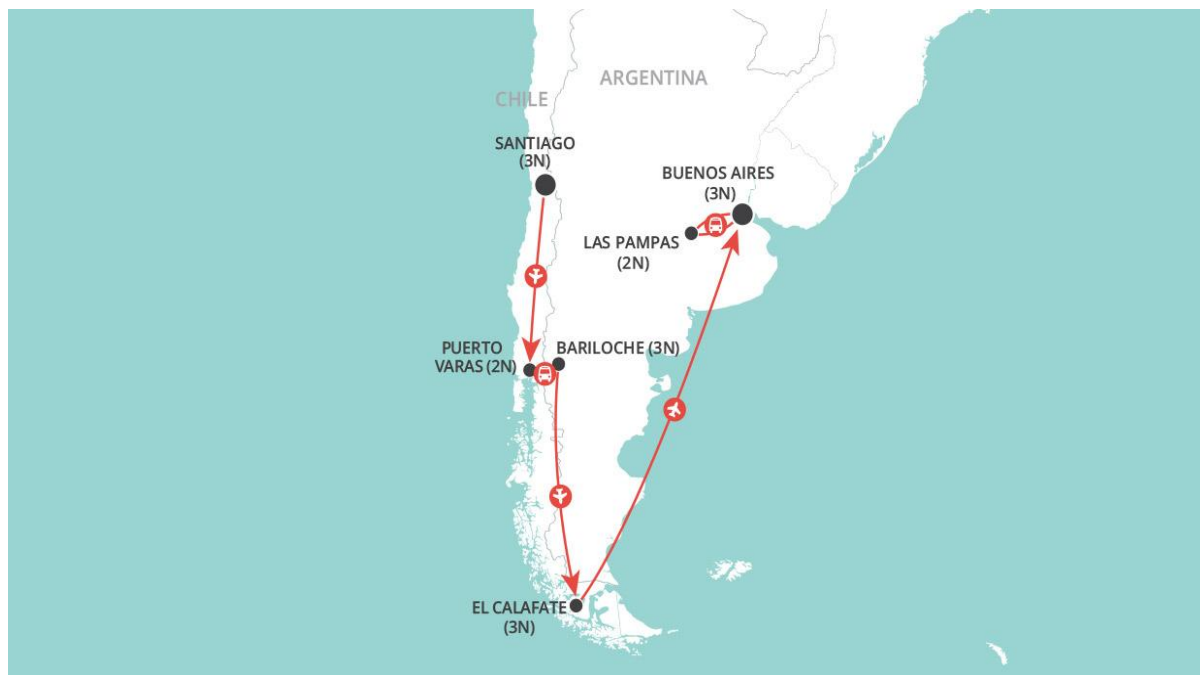 ARGENTINA
CHILE
SANTIAGO
(3N)
BUENOS AIRES
(3N)
LAS PAMPAS
(2N)
PUERTO
VARAS (2N)
BARILOCHE (3N)
EL CALAFATE
(3N)